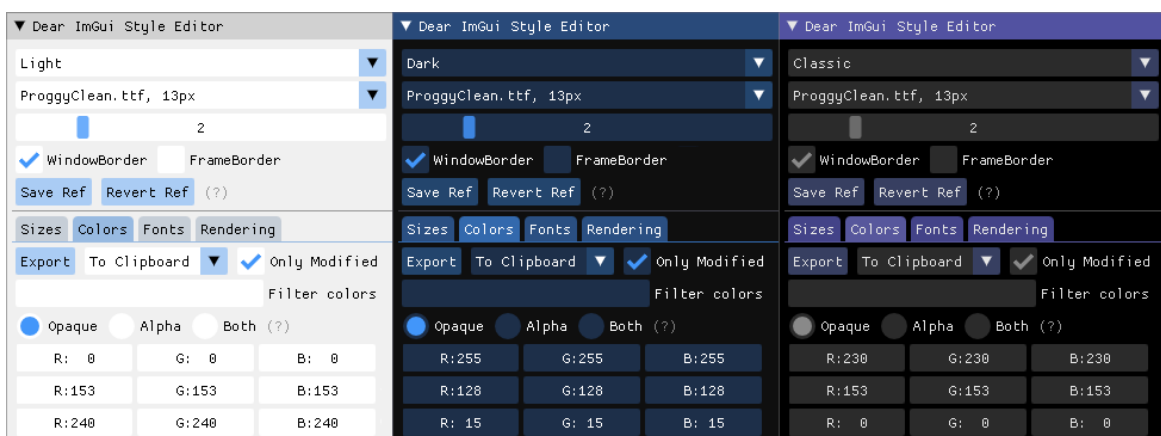 ▼ Dear ImGui Style Editor
Light ▼
ProggyClean.ttf, 13px ▼
2
WindowBorder FrameBorder
Save Ref Revert Ref (?)
Sizes Colors Fonts Rendering
Export To Clipboard ▼ Only Modified
Filter colors
Opaque Alpha Both (?)
R: 0 G: 0 B: 0
R:153 G:153 B:153
R:240 G:240 B:240
▼ Dear ImGui Style Editor
Dark ▼
ProggyClean.ttf, 13px ▼
2
WindowBorder FrameBorder
Save Ref Revert Ref (?)
Sizes Colors Fonts Rendering
Export To Clipboard ▼ Only Modified
Filter colors
Opaque Alpha Both (?)
R:255 G:255 B:255
R:128 G:128 B:128
R: 15 G: 15 B: 15
▼ Dear ImGui Style Editor
Classic ▼
ProggyClean.ttf, 13px ▼
2
WindowBorder FrameBorder
Save Ref Revert Ref (?)
Sizes Colors Fonts Rendering
Export To Clipboard ▼ Only Modified
Filter colors
Opaque Alpha Both (?)
R:230 G:230 B:230
R:153 G:153 B:153
R: 0 G: 0 B: 0